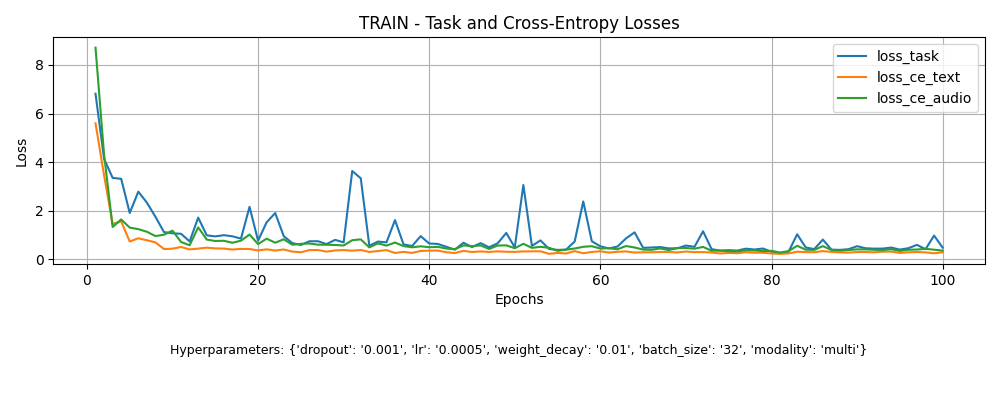 TRAIN - Task and Cross-Entropy Losses
loss_task
loss_ce_text
loss_ce_audio
Loss
8
6
4
2
0
0 20 40 60 80 100
Epochs
Hyperparameters: {'dropout': '0.001', 'lr': '0.0005', 'weight_decay': '0.01', 'batch_size': '32', 'modality': 'multi'}